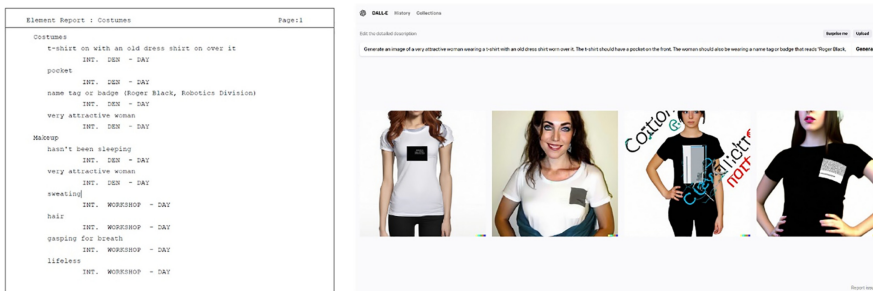 Element Report : Costumes Page:1
Costumes
t-shirt on with an old dress shirt on over it
INT. DEN - DAY
pocket
INT. DEN - DAY
name tag or badge (Roger Black, Robotics Division)
INT. DEN - DAY
very attractive woman
INT. DEN - DAY
Makeup
hasn't been sleeping
INT. DEN - DAY
very attractive woman
INT. DEN - DAY
sweating
INT. WORKSHOP - DAY
hair
INT. WORKSHOP - DAY
gasping for breath
INT. WORKSHOP - DAY
lifeless
INT. WORKSHOP - DAY
DALL-E History Collections
Edit the detailed description Surprise me Upload
Generate an image of a very attractive woman wearing a t-shirt with an old dress shirt worn over it. The t-shirt should have a pocket on the front. The woman should also be wearing a name tag or badge that reads 'Roger Black. Genera
Report